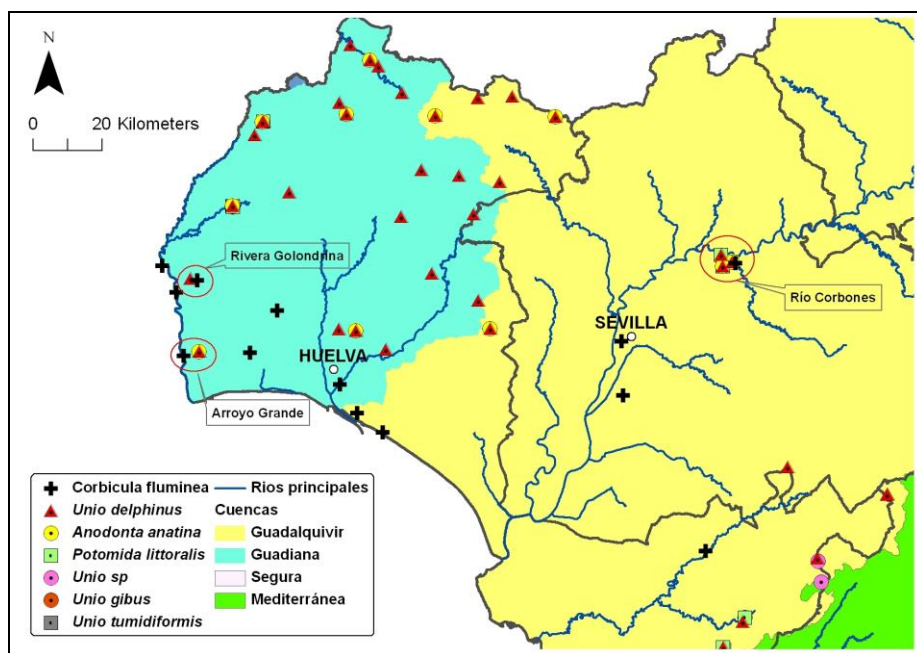 N
0 20 Kilometers
Rivera Golondrina
Río Corbones
SEVILLA
HUELVA
Arroyo Grande
Corbicula fluminea
Unio delphinus
Anodonta anatina
Potomida littoralis
Unio sp
Unio gibus
Unio tumidiformis
Rios principales
Cuencas
Guadalquivir
Guadiana
Segura
Mediterránea